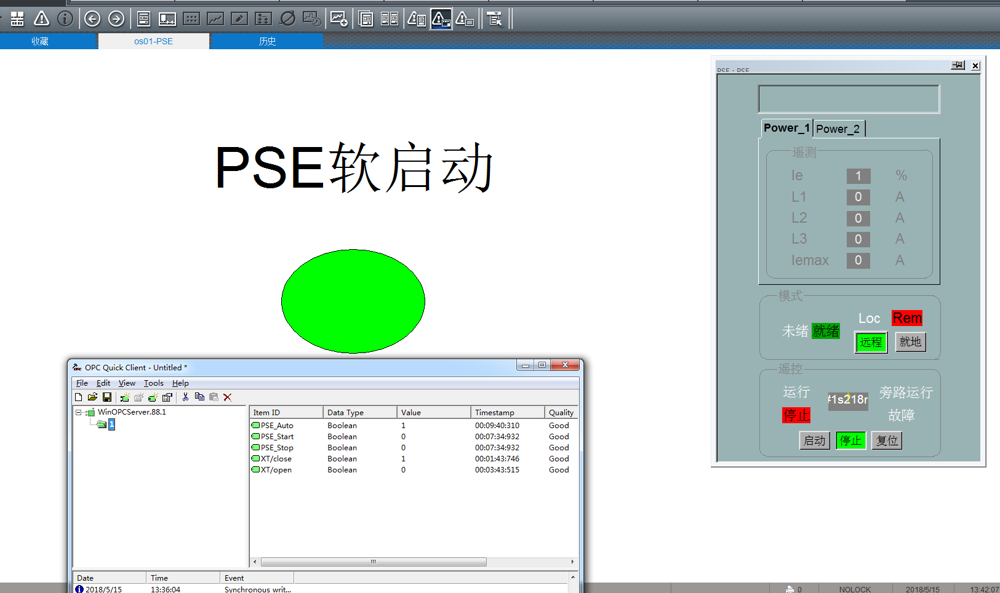 收藏
os01-PSE
历史
PSE : PSE
PSE软启动
Power_1
Power_2
遥测
Ie 1 %
L1 0 A
L2 0 A
L3 0 A
Iemax 0 A
模式
Loc Rem
未绪 就绪
远程 就地
遥控
运行 旁路运行
停止 故障
启动 停止 复位
OPC Quick Client - Untitled *
File Edit View Tools Help
WinOPCServer.88.1
1
Item ID Data Type Value Timestamp Quality
PSE_Auto Boolean 1 00:09:40:310 Good
PSE_Start Boolean 0 00:07:34:932 Good
PSE_Stop Boolean 0 00:07:34:932 Good
XT/close Boolean 1 00:01:43:746 Good
XT/open Boolean 0 00:03:43:515 Good
Date Time Event
2018/5/15 13:36:04 Synchronous writ...
0 NOLOCK 2018/5/15 13:42:07